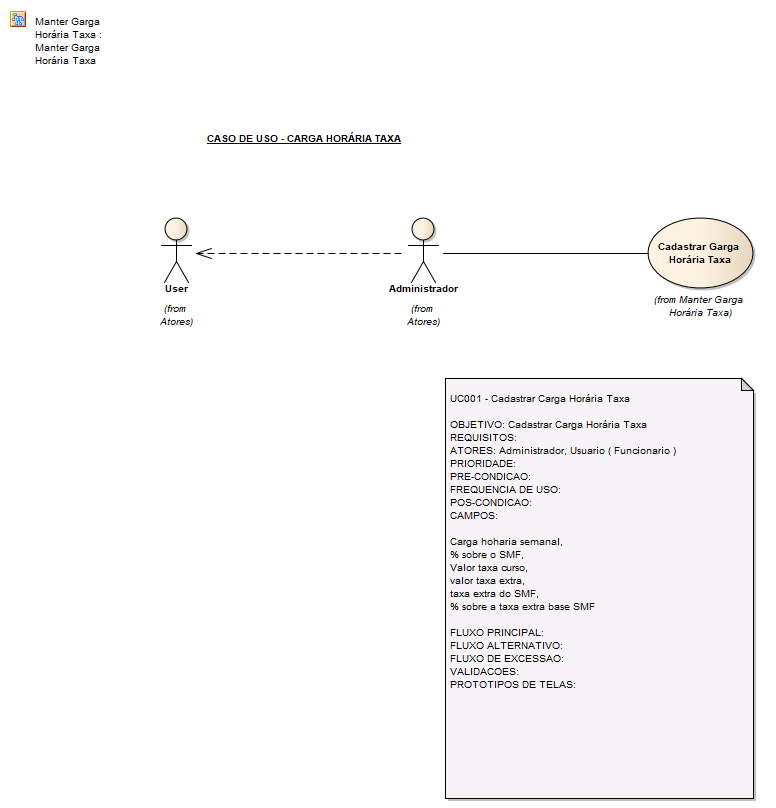 Manter Garga
Horária Taxa :
Manter Garga
Horária Taxa
CASO DE USO - CARGA HORÁRIA TAXA
User
(from
Atores)
Administrador
(from
Atores)
Cadastrar Garga
Horária Taxa
(from Manter Garga
Horária Taxa)
UC001 - Cadastrar Carga Horária Taxa
OBJETIVO: Cadastrar Carga Horária Taxa
REQUISITOS:
ATORES: Administrador, Usuario ( Funcionario )
PRIORIDADE:
PRE-CONDICAO:
FREQUENCIA DE USO:
POS-CONDICAO:
CAMPOS:
Carga hoharia semanal,
% sobre o SMF,
Valor taxa curso,
valor taxa extra,
taxa extra do SMF,
% sobre a taxa extra base SMF
FLUXO PRINCIPAL:
FLUXO ALTERNATIVO:
FLUXO DE EXCESSAO:
VALIDACOES:
PROTOTIPOS DE TELAS: